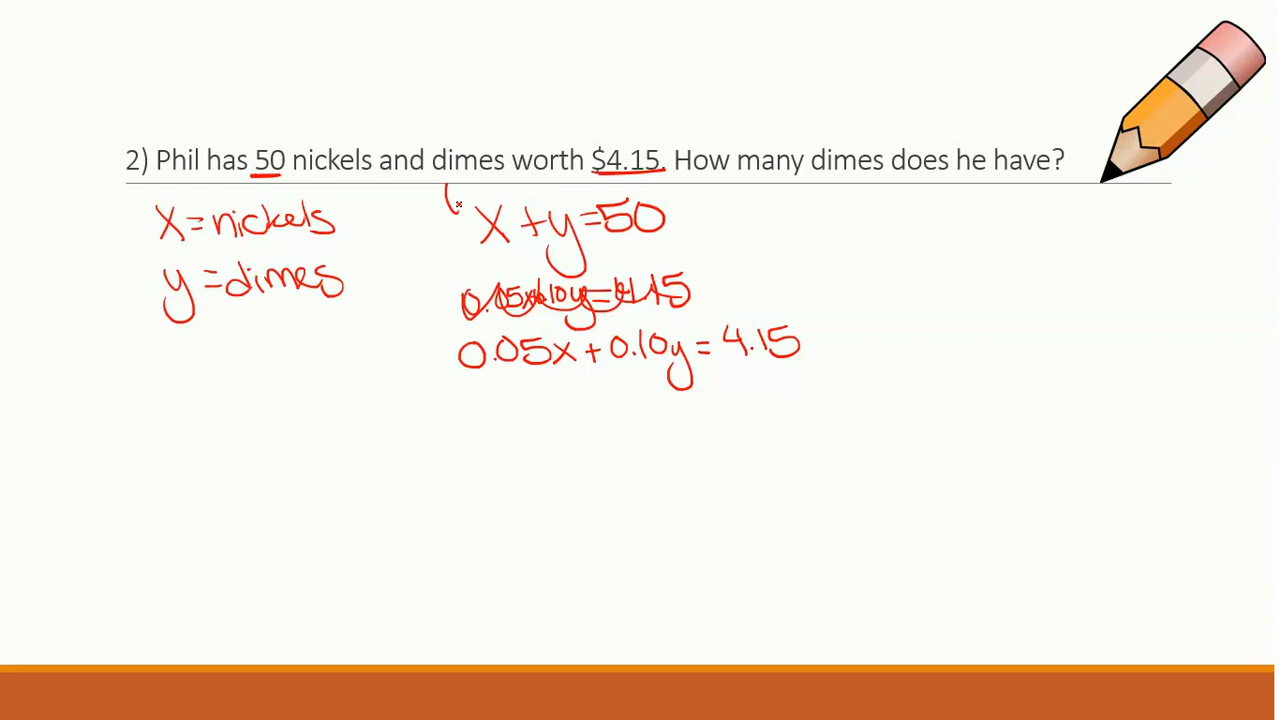 2) Phil has 50 nickels and dimes worth $4.15. How many dimes does he have?
x = nickels
y = dimes
x + y = 50
0.05x + 0.10y = 4.15